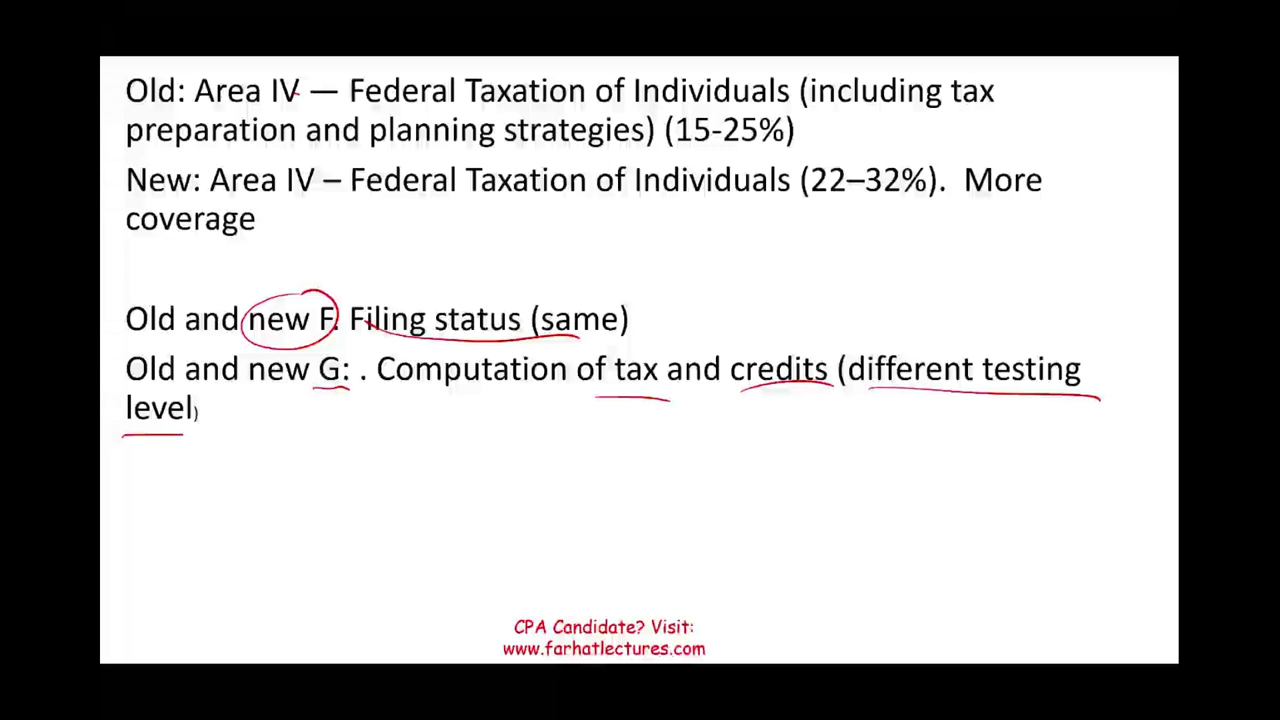 Old: Area IV — Federal Taxation of Individuals (including tax
preparation and planning strategies) (15-25%)
New: Area IV – Federal Taxation of Individuals (22–32%).  More
coverage
Old and new F. Filing status (same)
Old and new G: . Computation of tax and credits (different testing
level)
CPA Candidate? Visit:
www.farhatlectures.com